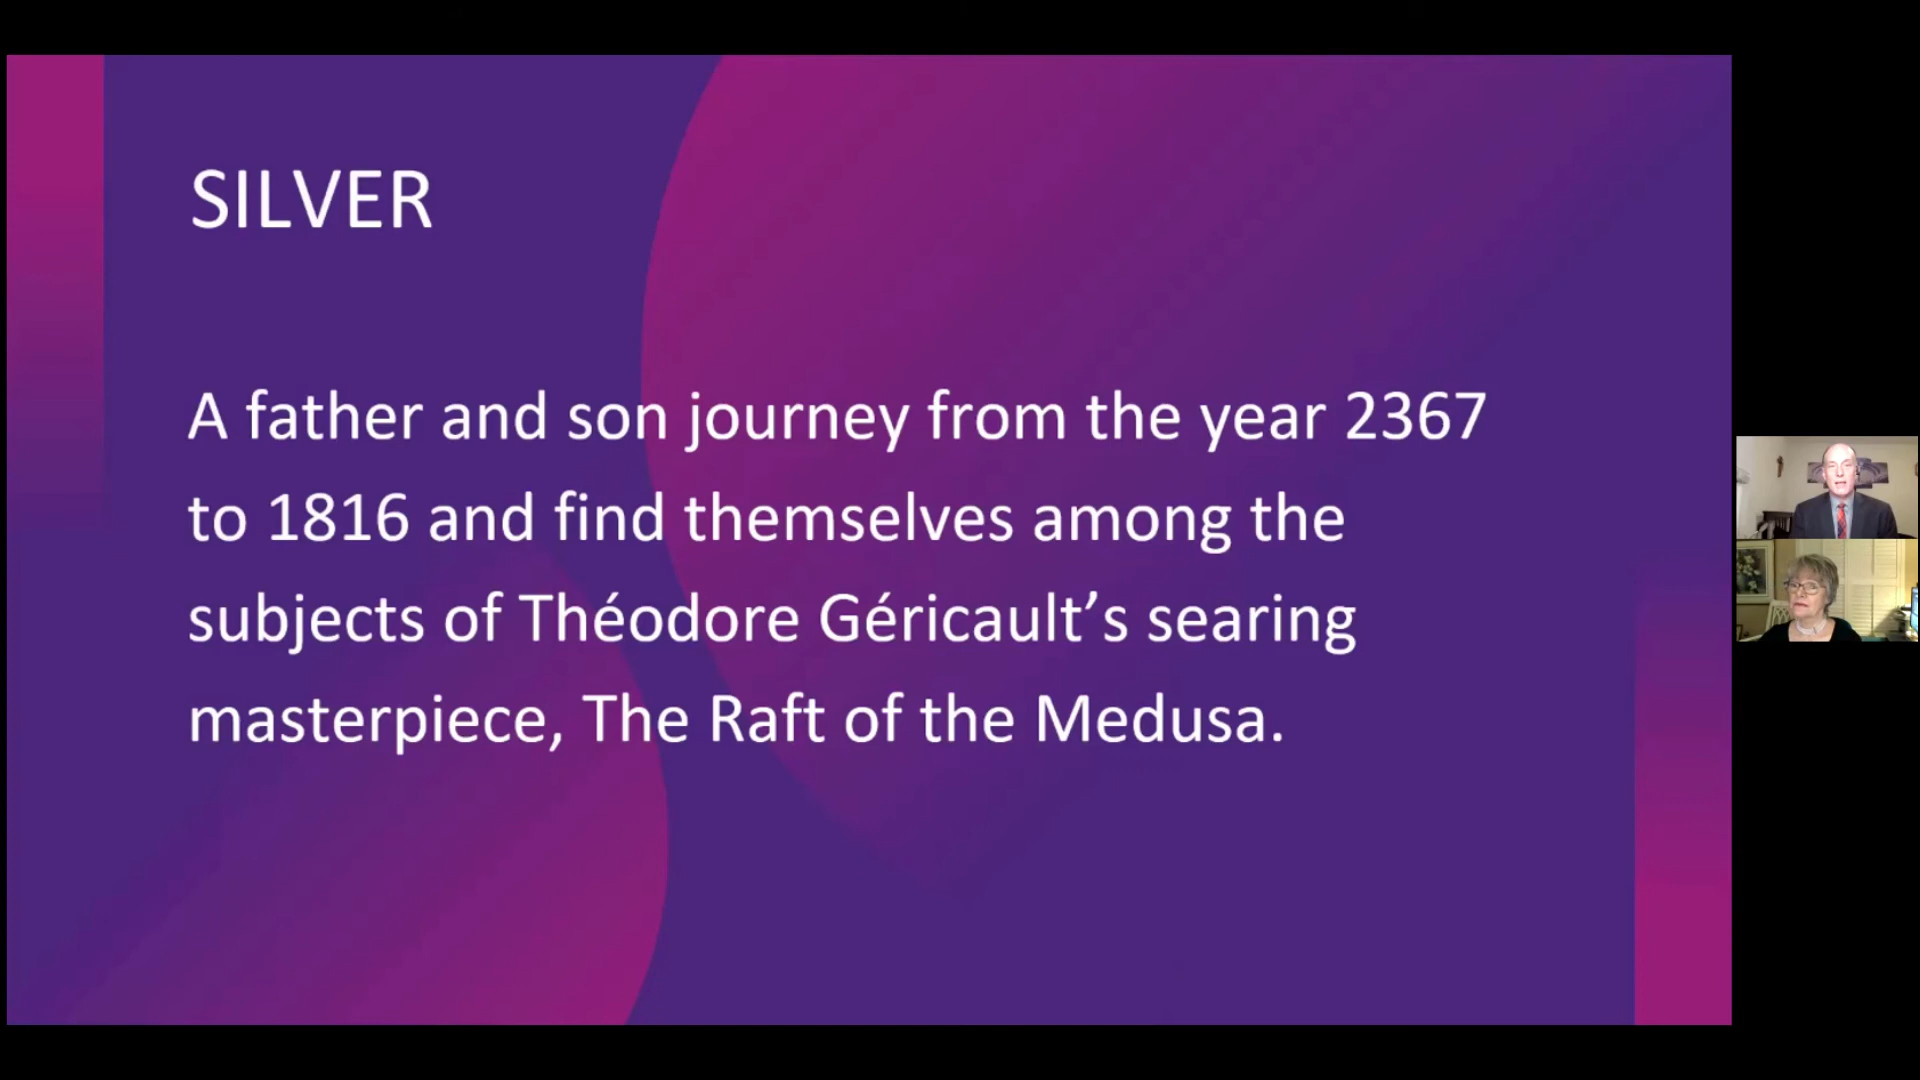 SILVER
A father and son journey from the year 2367
to 1816 and find themselves among the
subjects of Théodore Géricault’s searing
masterpiece, The Raft of the Medusa.